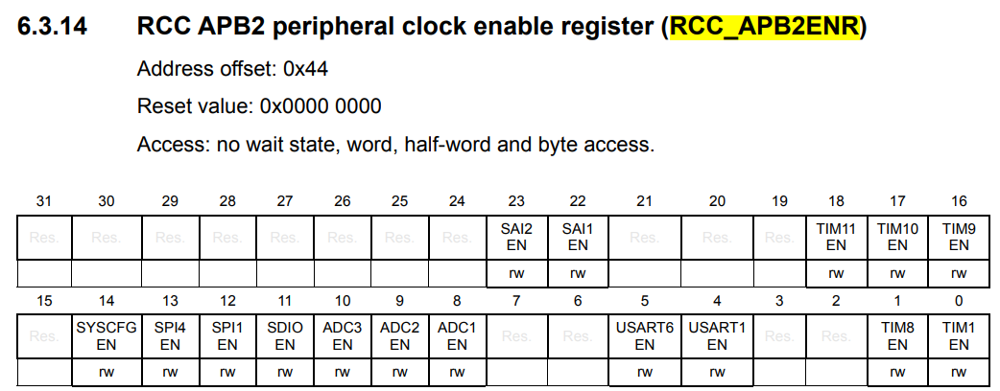 6.3.14 RCC APB2 peripheral clock enable register (RCC_APB2ENR)
Address offset: 0x44
Reset value: 0x0000 0000
Access: no wait state, word, half-word and byte access.
31 30 29 28 27 26 25 24 23 22 21 20 19 18 17 16
Res. Res. Res. Res. Res. Res. Res. Res. SAI2 EN SAI1 EN Res. Res. Res. TIM11 EN TIM10 EN TIM9 EN
rw rw rw rw rw
15 14 13 12 11 10 9 8 7 6 5 4 3 2 1 0
Res. SYSCFG EN SPI4 EN SPI1 EN SDIO EN ADC3 EN ADC2 EN ADC1 EN Res. Res. USART6 EN USART1 EN Res. Res. TIM8 EN TIM1 EN
rw rw rw rw rw rw rw rw rw rw rw